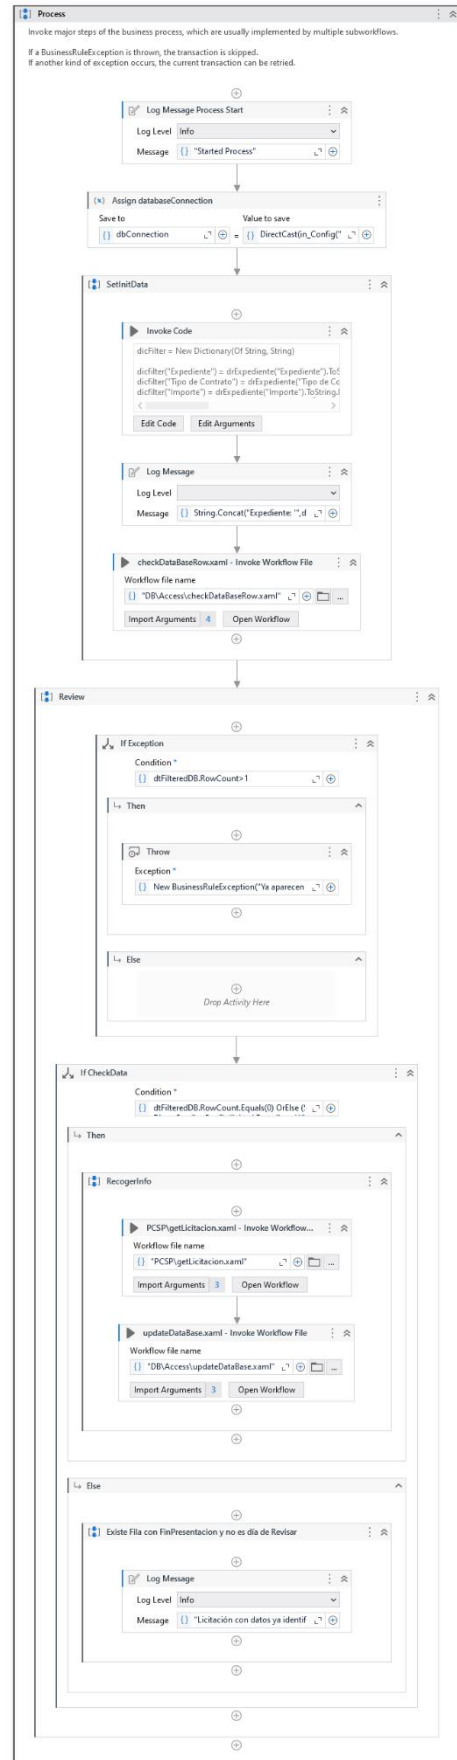 Process
Invoke major steps of the business process, which are usually implemented by multiple subworkflows.
If a BusinessRuleException is thrown, the transaction is skipped.
If another kind of exception occurs, the current transaction can be retried.
Log Message Process Start
Log Level Info
Message "Started Process"
Assign databaseConnection
Save to Value to save
dbConnection = DirectCast(in_Config("
SetInitData
Invoke Code
dicFilter = New Dictionary(Of String, String)
dicfilter("Expediente") = drExpediente("Expediente").ToS
dicfilter("Tipo de Contrato") = drExpediente("Tipo de Co
dicfilter("Importe") = drExpediente("Importe").ToString.
Edit Code Edit Arguments
Log Message
Log Level
Message String.Concat("Expediente: '",d
checkDataBaseRow.xaml - Invoke Workflow File
Workflow file name
"DB\Access\checkDataBaseRow.xaml" ...
Import Arguments 4 Open Workflow
Review
If Exception
Condition *
dtFilteredDB.RowCount>1
Then
Throw
Exception *
New BusinessRuleException("Ya aparecen
Else
Drop Activity Here
If CheckData
Condition *
dtFilteredDB.RowCount.Equals(0) OrElse (
Then
RecogerInfo
PCSP\getLicitacion.xaml - Invoke Workflow...
Workflow file name
"PCSP\getLicitacion.xaml" ...
Import Arguments 3 Open Workflow
updateDataBase.xaml - Invoke Workflow File
Workflow file name
"DB\Access\updateDataBase.xaml" ...
Import Arguments 3 Open Workflow
Else
Existe Fila con FinPresentacion y no es día de Revisar
Log Message
Log Level Info
Message "Licitación con datos ya identif